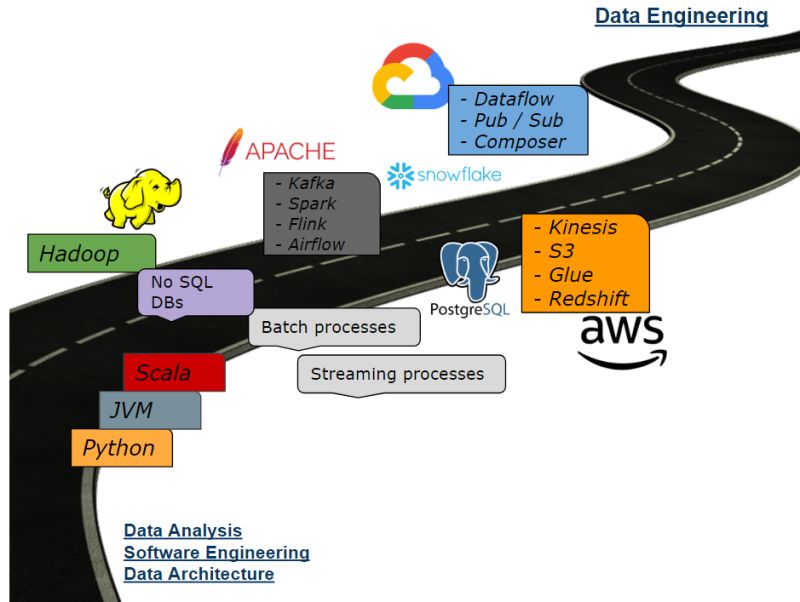 Data Engineering
- Dataflow
- Pub / Sub
- Composer
APACHE
snowflake
- Kafka
- Spark
- Flink
- Airflow
Hadoop
- Kinesis
- S3
- Glue
- Redshift
No SQL
DBs
PostgreSQL
Batch processes
aws
Scala
Streaming processes
JVM
Python
Data Analysis
Software Engineering
Data Architecture